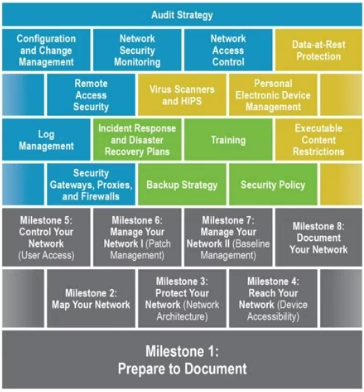 Audit Strategy
Configuration
and Change
Management
Network
Security
Monitoring
Network
Access
Control
Data-at-Rest
Protection
Remote
Access
Security
Virus Scanners
and HIPS
Personal
Electronic Device
Management
Log
Management
Incident Response
and Disaster
Recovery Plans
Training
Executable
Content
Restrictions
Security
Gateways, Proxies,
and Firewalls
Backup Strategy
Security Policy
Milestone 5:
Control Your
Network
(User Access)
Milestone 6:
Manage Your
Network I (Patch
Management)
Milestone 7:
Manage Your
Network II (Baseline
Management)
Milestone 8:
Document
Your Network
Milestone 2:
Map Your Network
Milestone 3:
Protect Your
Network (Network
Architecture)
Milestone 4:
Reach Your
Network (Device
Accessibility)
Milestone 1:
Prepare to Document